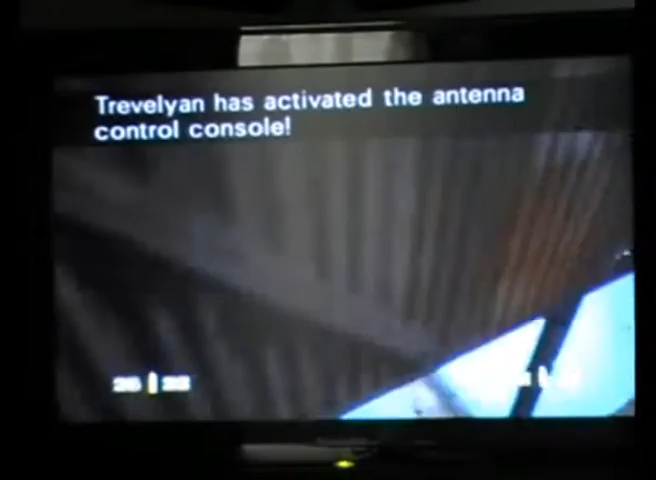 Trevelyan has activated the antenna
control console!